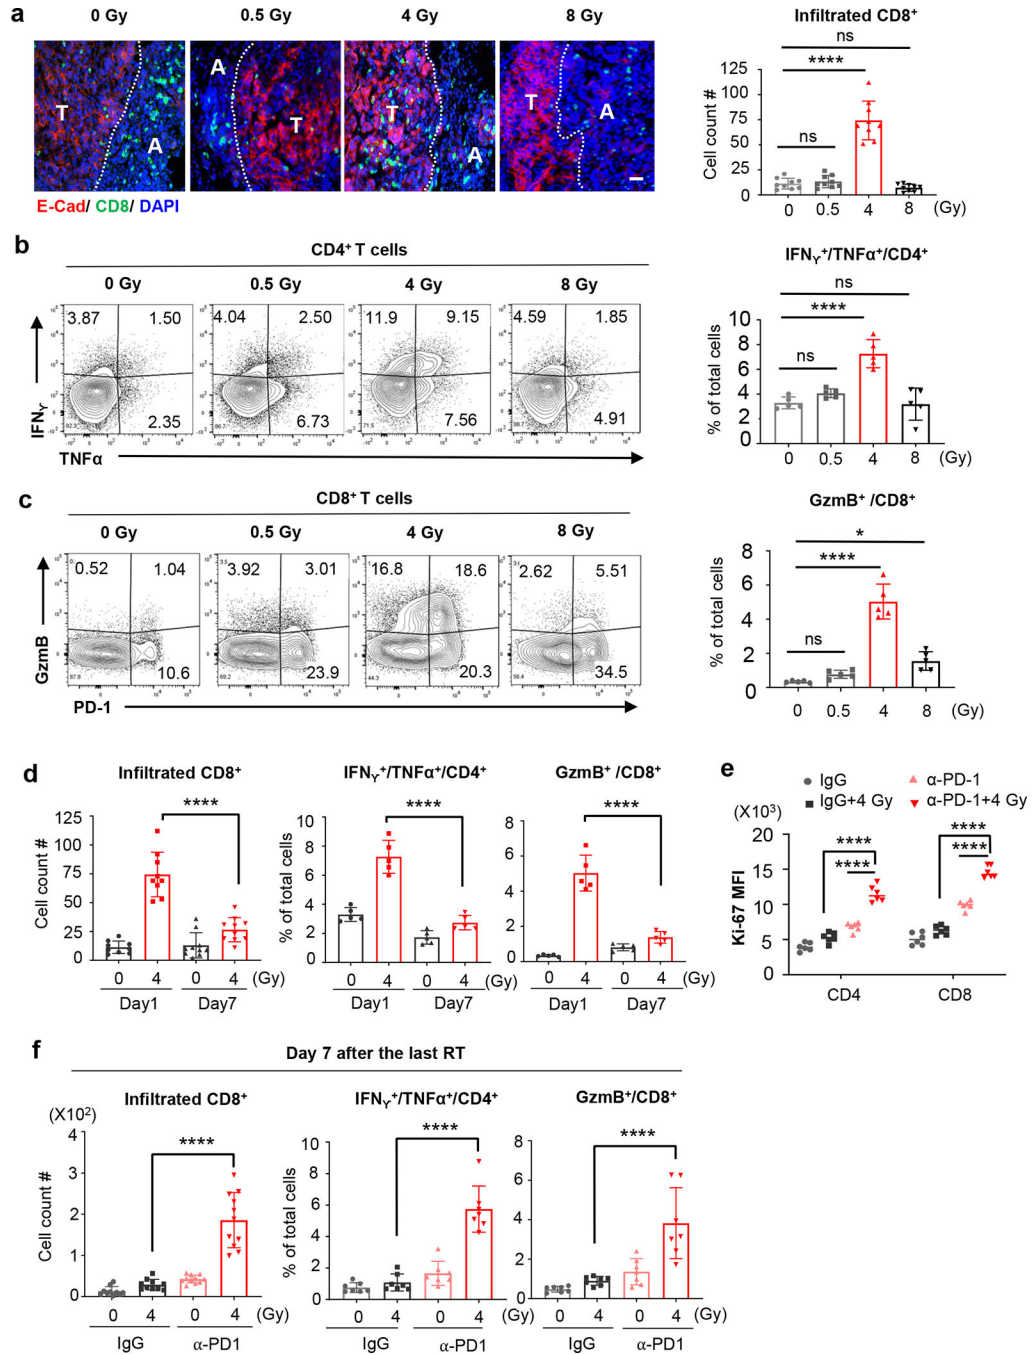 a
0 Gy 0.5 Gy 4 Gy 8 Gy
T A
A T
T A
T A
E-Cad/ CD8/ DAPI
Infiltrated CD8⁺
ns
****
ns
Cell count #
125
100
75
50
25
0
0 0.5 4 8 (Gy)
b
CD4⁺ T cells
0 Gy 0.5 Gy 4 Gy 8 Gy
3.87 1.50 4.04 2.50 11.9 9.15 4.59 1.85
2.35 6.73 7.56 4.91
IFNᵧ
TNFα
IFNᵧ⁺/TNFα⁺/CD4⁺
ns
****
ns
% of total cells
10
8
6
4
2
0
0 0.5 4 8 (Gy)
c
CD8⁺ T cells
0 Gy 0.5 Gy 4 Gy 8 Gy
0.52 1.04 3.92 3.01 16.8 18.6 2.62 5.51
10.6 23.9 20.3 34.5
GzmB
PD-1
GzmB⁺ /CD8⁺
*
****
ns
% of total cells
8
6
4
2
0
0 0.5 4 8 (Gy)
d
Infiltrated CD8⁺
****
Cell count #
125
100
75
50
25
0
0 4 0 4 (Gy)
Day1 Day7
IFNᵧ⁺/TNFα⁺/CD4⁺
****
% of total cells
10
8
6
4
2
0
0 4 0 4 (Gy)
Day1 Day7
GzmB⁺ /CD8⁺
****
8
6
4
2
0
0 4 0 4 (Gy)
Day1 Day7
e
IgG α-PD-1
IgG+4 Gy α-PD-1+4 Gy
(X10³)
Ki-67 MFI
20
15
10
5
0
****
****
****
****
CD4 CD8
f
Day 7 after the last RT
Infiltrated CD8⁺
(X10²)
****
Cell count #
4
3
2
1
0
0 4 0 4 (Gy)
IgG α-PD1
IFNᵧ⁺/TNFα⁺/CD4⁺
****
% of total cells
10
8
6
4
2
0
0 4 0 4 (Gy)
IgG α-PD1
GzmB⁺/CD8⁺
****
8
6
4
2
0
0 4 0 4 (Gy)
IgG α-PD1